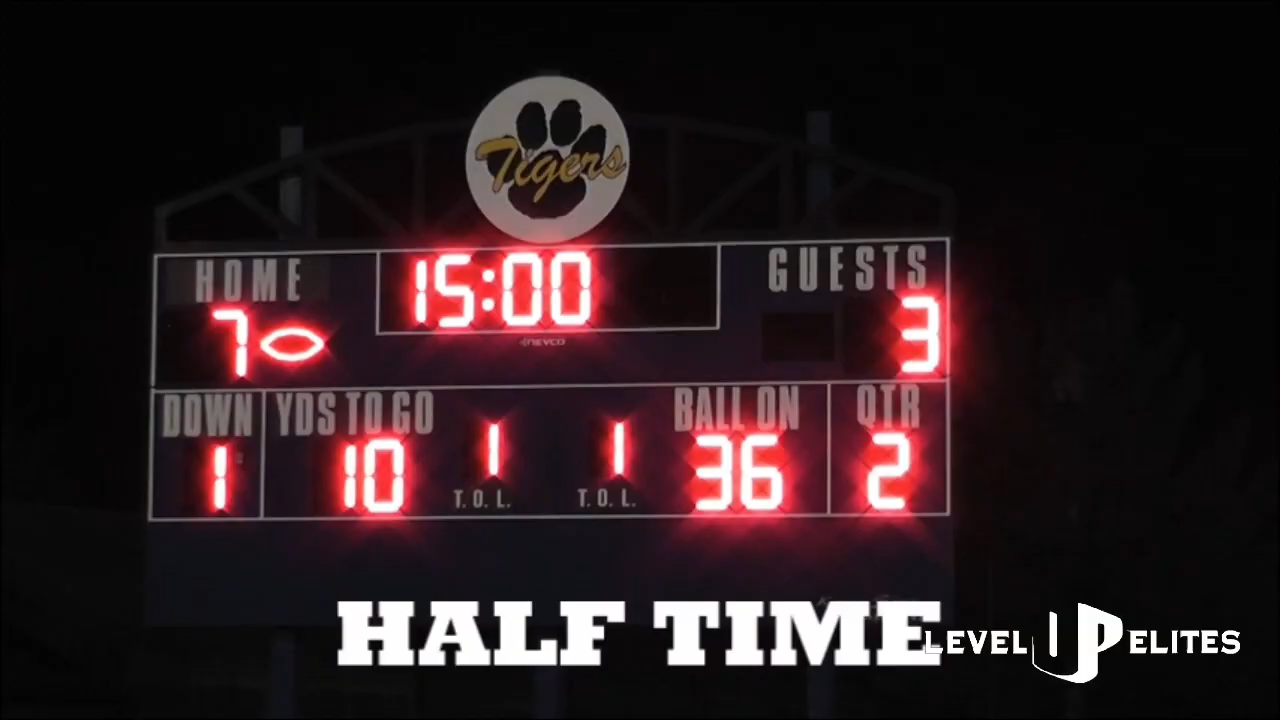 Tigers
HOME
15:00
GUESTS
7
3
NEVCO
DOWN
YDS TO GO
BALL ON
QTR
1
10
1
1
36
2
T.O.L.
T.O.L.
HALF TIME
LEVEL UP ELITES